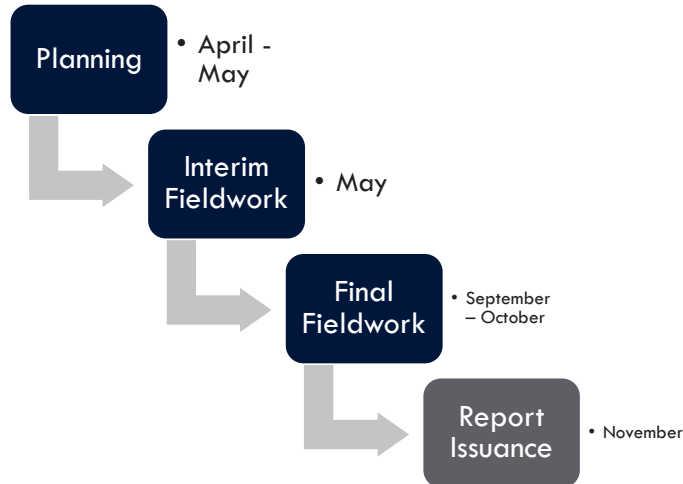 Planning
• April -
May
Interim
Fieldwork
• May
Final
Fieldwork
• September
– October
Report
Issuance
• November